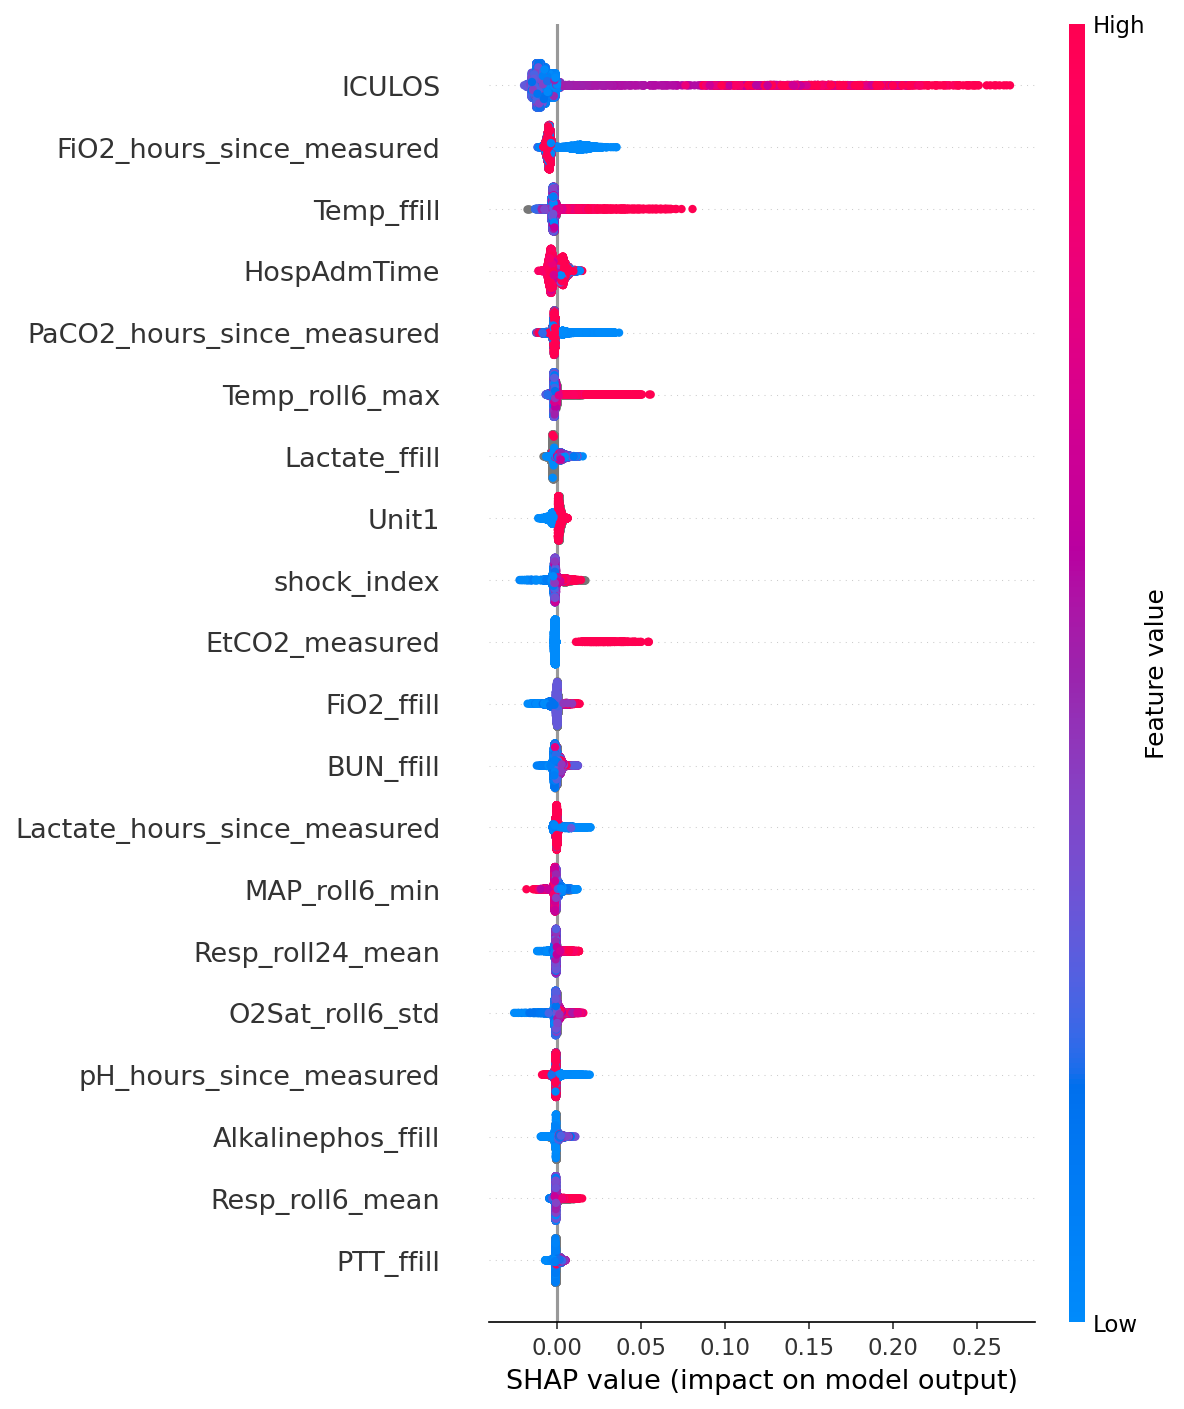 High
ICULOS
FiO2_hours_since_measured
Temp_ffill
HospAdmTime
PaCO2_hours_since_measured
Temp_roll6_max
Lactate_ffill
Unit1
shock_index
EtCO2_measured
FiO2_ffill
BUN_ffill
Lactate_hours_since_measured
MAP_roll6_min
Resp_roll24_mean
O2Sat_roll6_std
pH_hours_since_measured
Alkalinephos_ffill
Resp_roll6_mean
PTT_ffill
Feature value
Low
0.00 0.05 0.10 0.15 0.20 0.25
SHAP value (impact on model output)